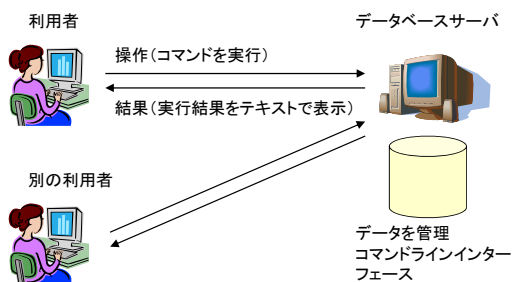 利用者
データベースサーバ
操作(コマンドを実行)
結果(実行結果をテキストで表示)
別の利用者
データを管理
コマンドラインインター
フェース